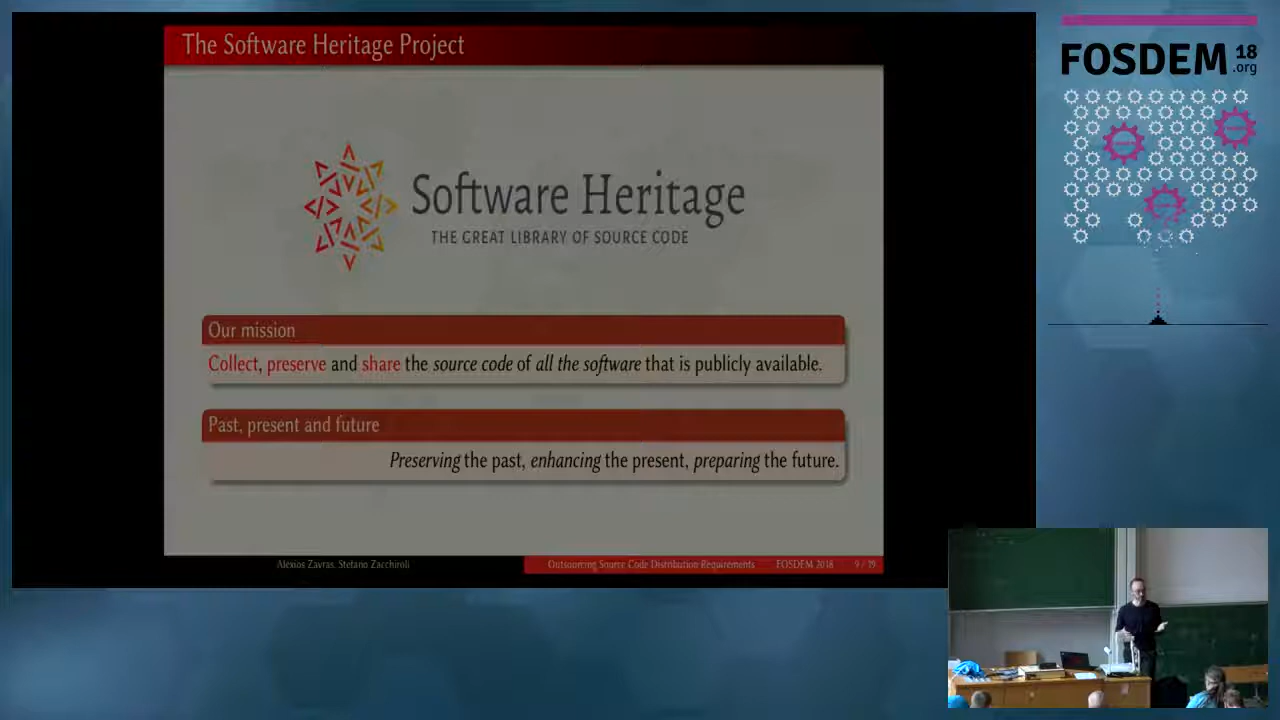 The Software Heritage Project
Software Heritage
THE GREAT LIBRARY OF SOURCE CODE
Our mission
Collect, preserve and share the source code of all the software that is publicly available.
Past, present and future
Preserving the past, enhancing the present, preparing the future.
Alexios Zavras, Stefano Zacchiroli
Outsourcing Source Code Distribution Requirements
FOSDEM 2018
9 / 19
FOSDEM 18
.org